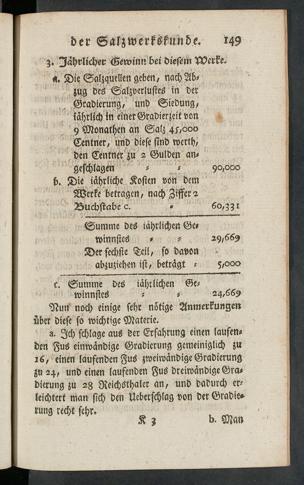 der Salzwerkskunde. 149
3. Jährlicher Gewinn bei diesem Werke.
a. Die Salzquellen geben, nach Ab-
zug des Salzverlustes in der
Gradierung, und Siedung,
jährlich in einer Gradierzeit von
9 Monathen an Salz 45,000
Centner, und diese sind werth,
den Centner zu 2 Gulden an-
geschlagen = = 90,000
b. Die jährliche Kosten von dem
Werke betragen, nach Ziffer 2
Buchstabe c. = 60,331
Summe des jährlichen Ge-
winnstes = = 29,669
Der sechste Teil, so davon
abzuziehen ist, beträgt = 5,000
c. Summe des jährlichen Ge-
winnstes = = 24,669
Nun noch einige sehr nötige Anmerkungen
über diese so wichtige Materie.
a. Ich schlage aus der Erfahrung einen laufen-
den Fus einwändige Gradierung gemeiniglich zu
16, einen laufenden Fus zweiwändige Gradierung
zu 24, und einen laufenden Fus dreiwändige Gra-
dierung zu 28 Reichsthaler an, und dadurch er-
leichtert man sich den Ueberschlag von der Gradie-
rung recht sehr.
K 3 b. Man